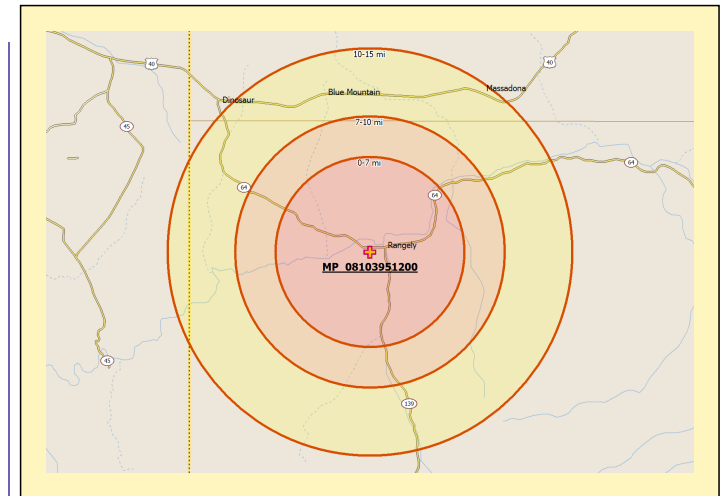 10-15 mi
40
40
Massadona
Blue Mountain
Dinosaur
7-10 mi
45
0-7 mi
64
64
64
Rangely
MP_08103951200
45
139